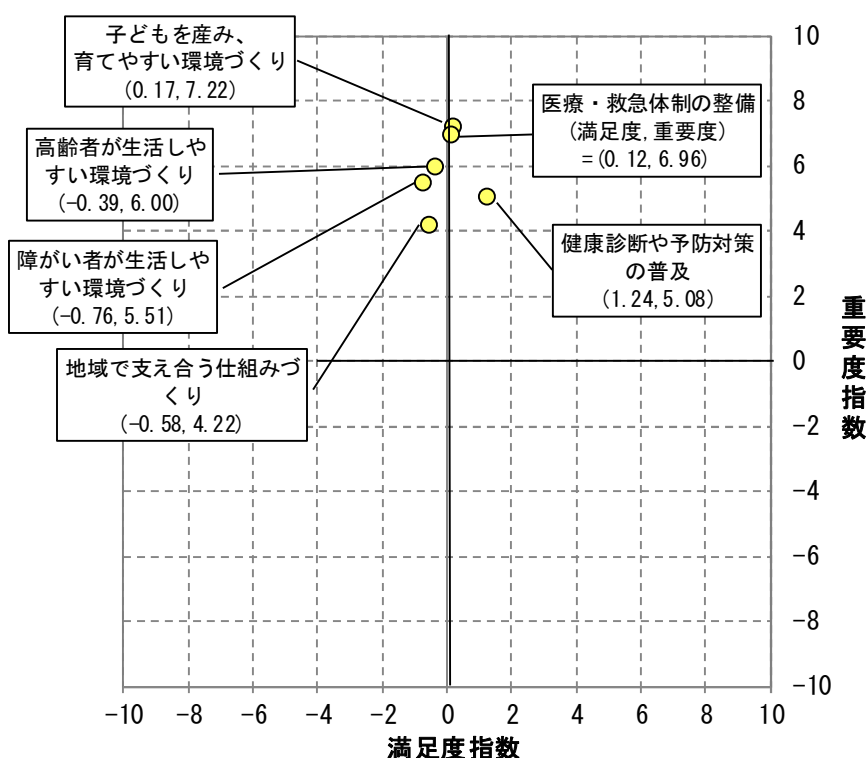 子どもを産み、
育てやすい環境づくり
(0.17,7.22)
医療・救急体制の整備
(満足度,重要度)
=(0.12,6.96)
高齢者が生活しや
すい環境づくり
(-0.39,6.00)
障がい者が生活しや
すい環境づくり
(-0.76,5.51)
健康診断や予防対策
の普及
(1.24,5.08)
地域で支え合う仕組みづ
くり
(-0.58,4.22)
10
8
6
4
2
0
-2
-4
-6
-8
-10
重要度指数
-10 -8 -6 -4 -2 0 2 4 6 8 10
満足度指数